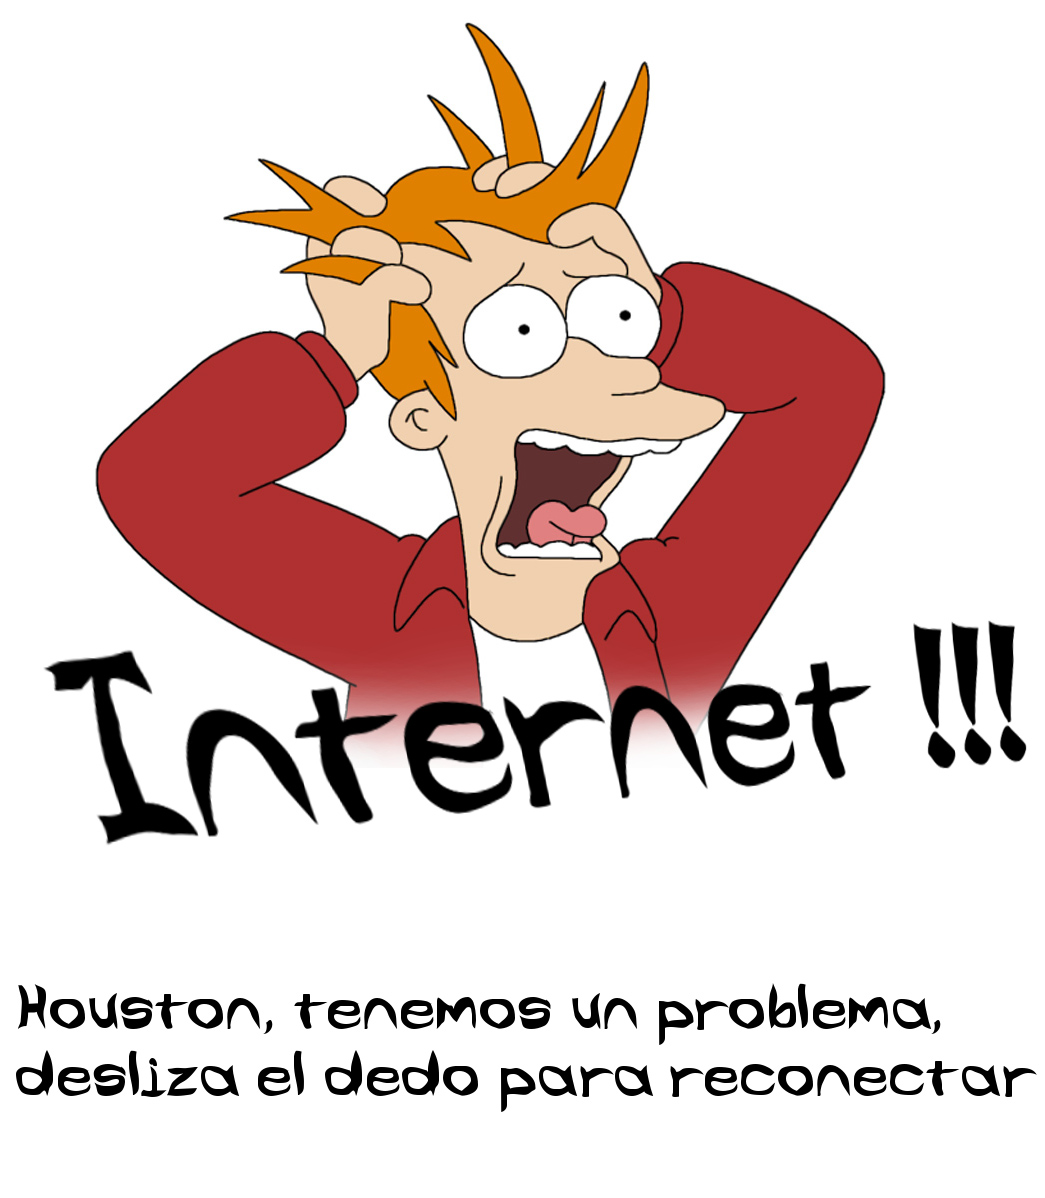 Internet !!!
Houston, tenemos un problema,
desliza el dedo para reconectar